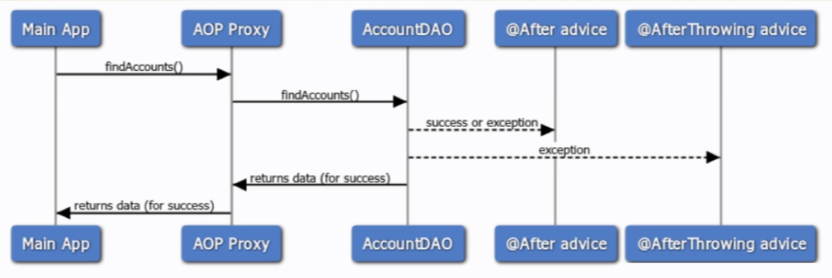 Main App
AOP Proxy
AccountDAO
@After advice
@AfterThrowing advice
findAccounts()
findAccounts()
success or exception
exception
returns data (for success)
returns data (for success)
Main App
AOP Proxy
AccountDAO
@After advice
@AfterThrowing advice